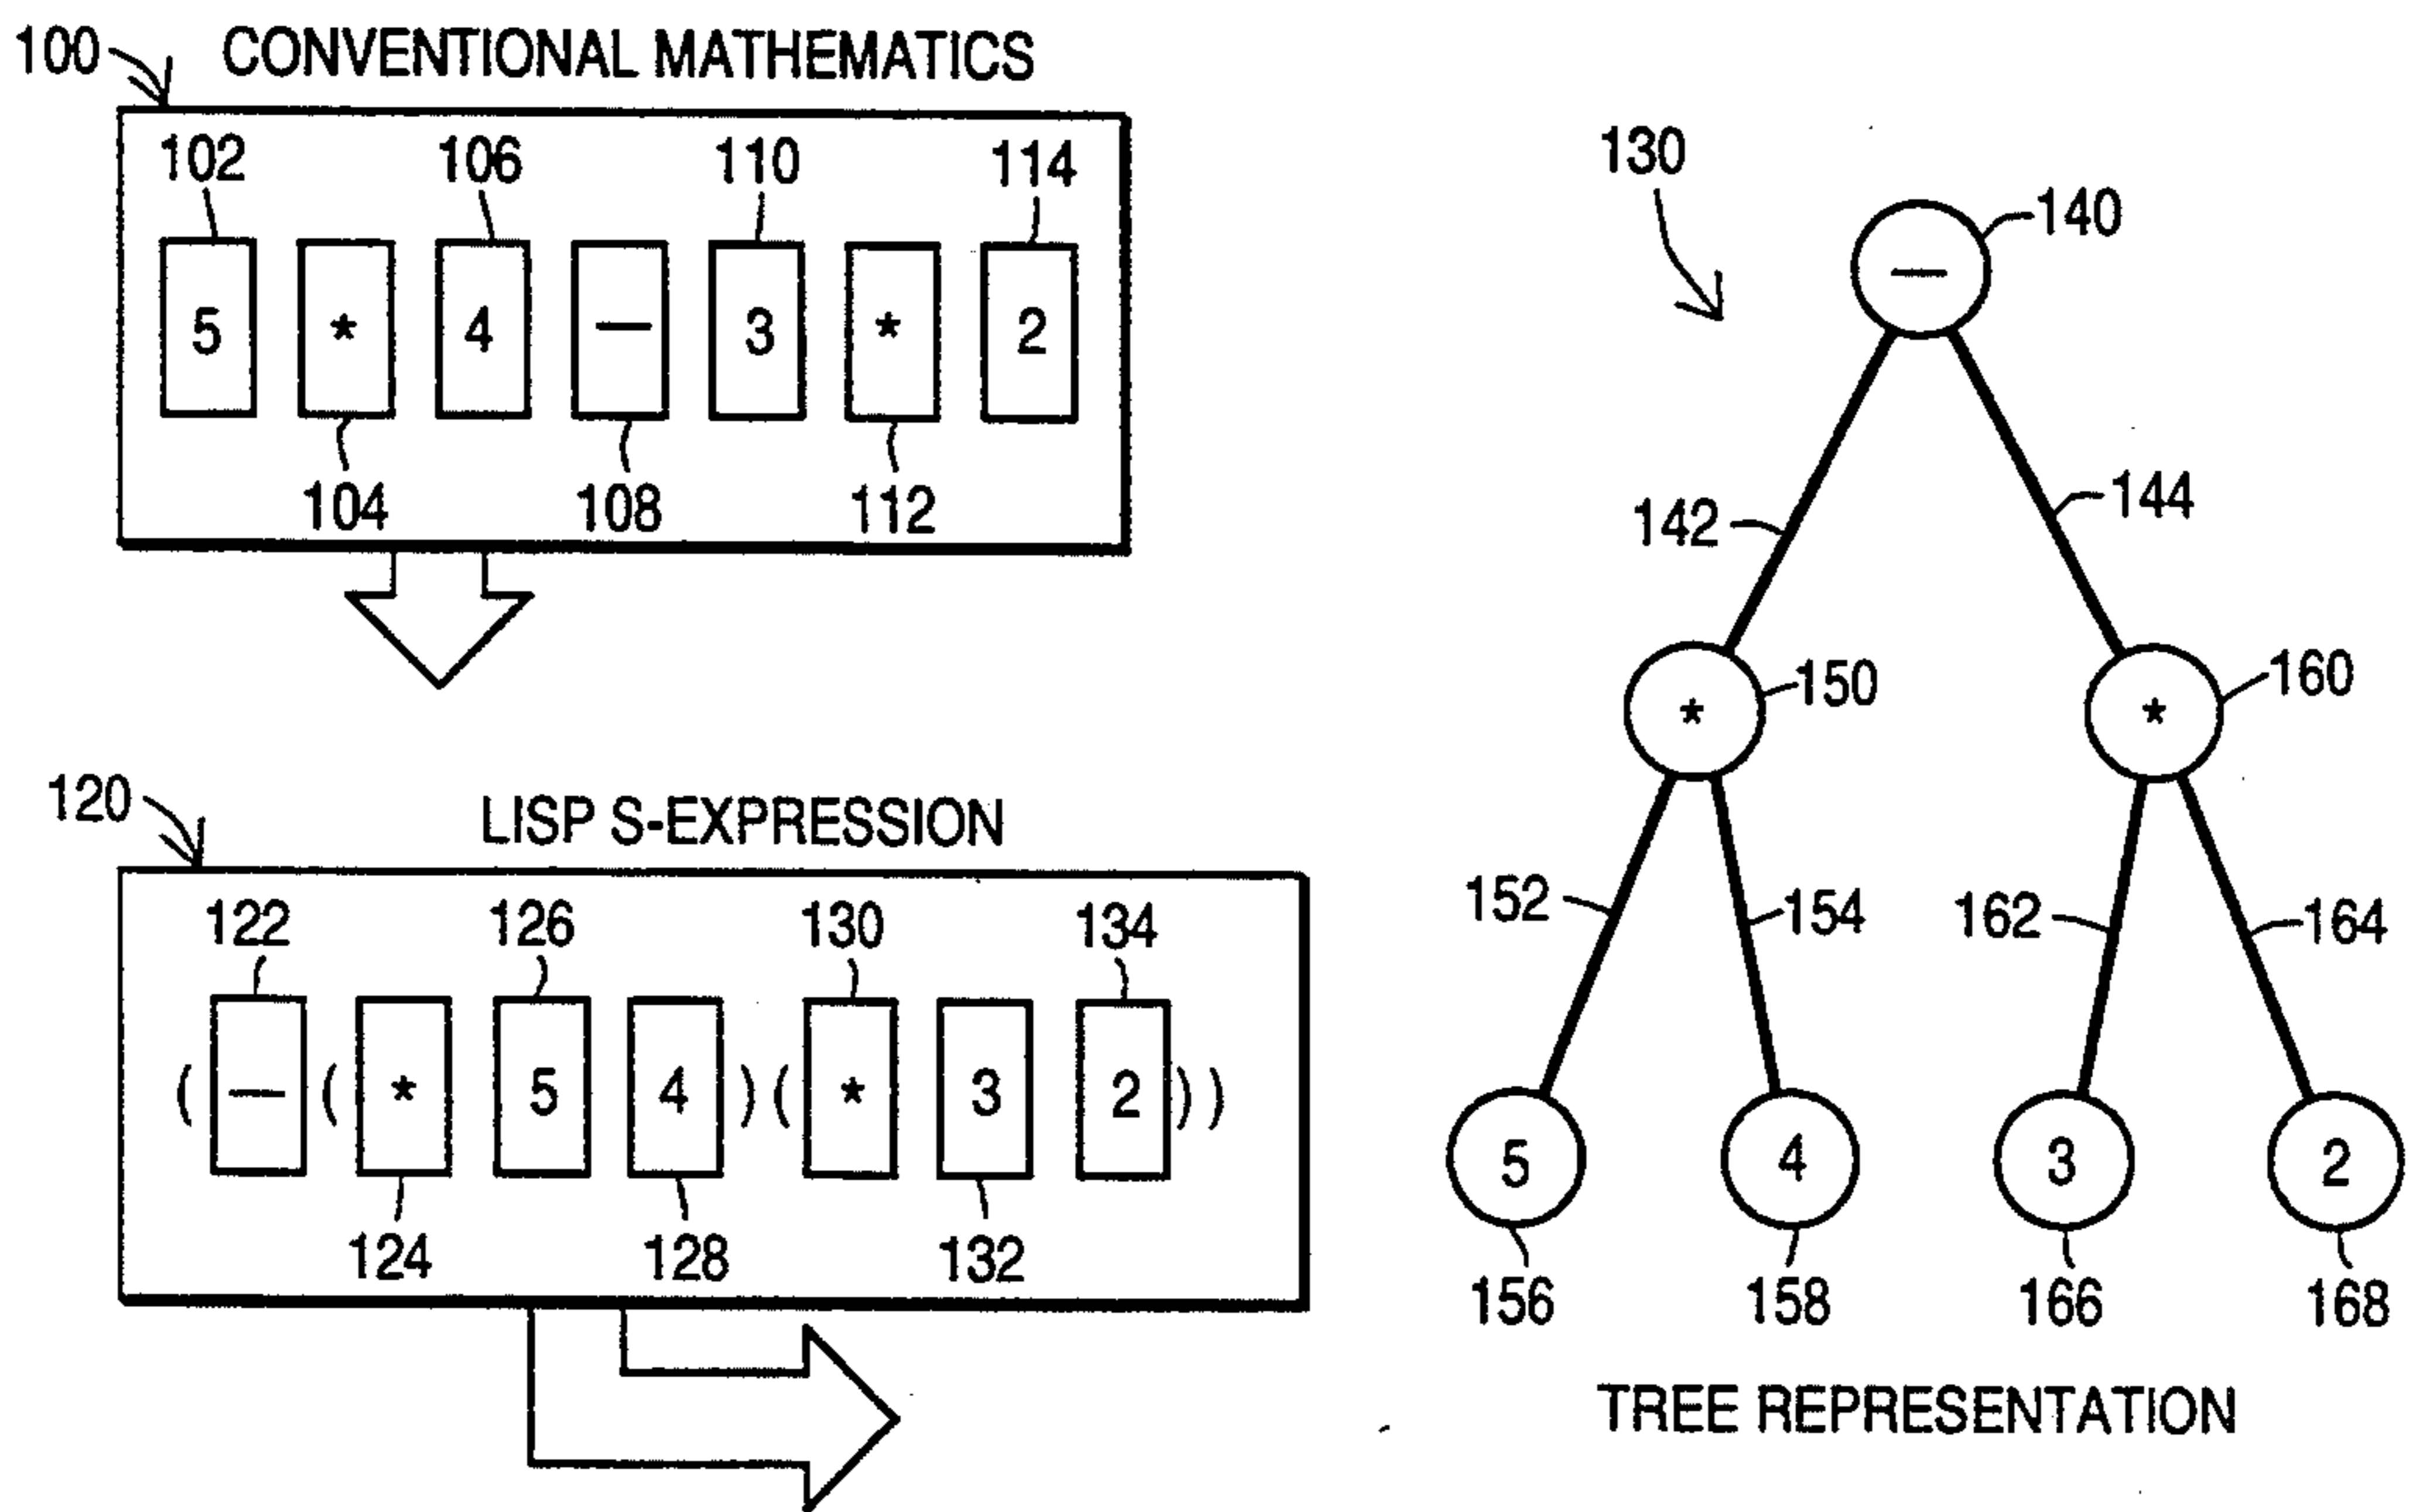 100 CONVENTIONAL MATHEMATICS
102 106 110 114
5 * 4 — 3 * 2
104 108 112
120 LISP S-EXPRESSION
122 126 130 134
( — ( * 5 4 ) ( * 3 2 ) )
124 128 132
130
— 140
142 144
* 150 * 160
152 154 162 164
5 4 3 2
156 158 166 168
TREE REPRESENTATION